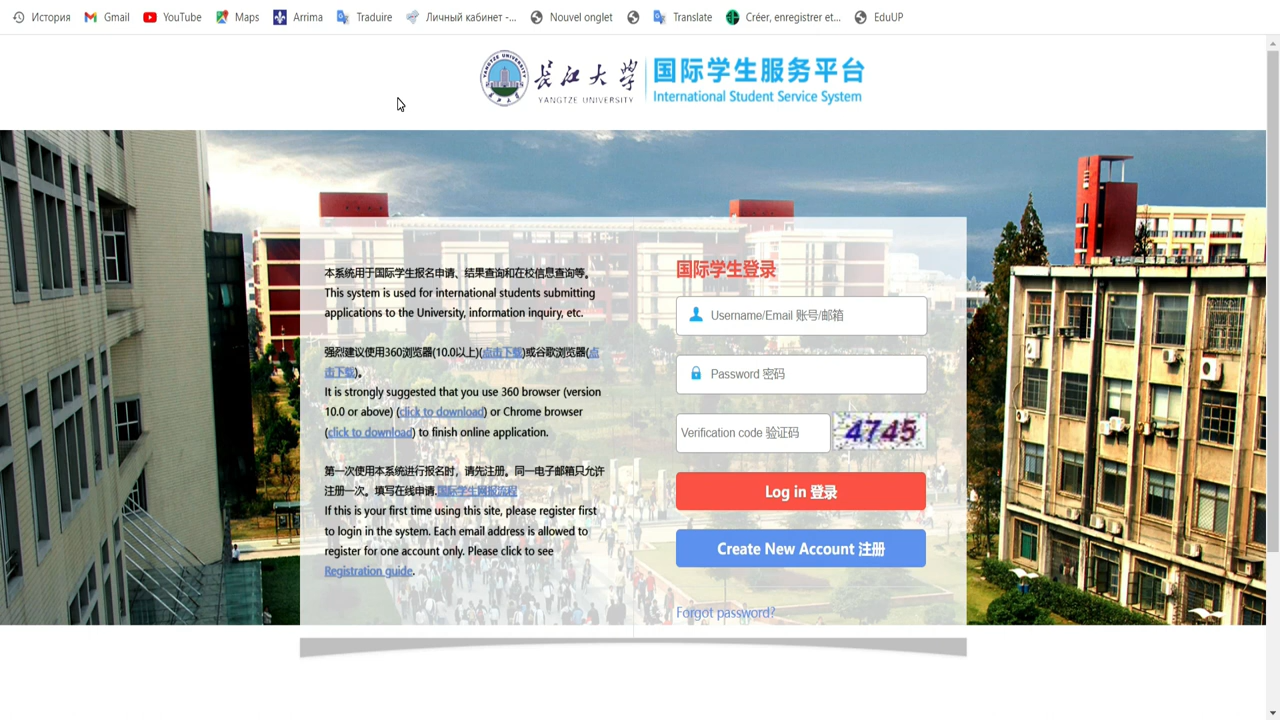 История Gmail YouTube Maps Arrima Traduire Личный кабинет -... Nouvel onglet Translate Créer, enregistrer et... EduUP
YANGTZE UNIVERSITY
长江大学
YANGTZE UNIVERSITY
国际学生服务平台
International Student Service System
本系统用于国际学生报名申请、结果查询和在校信息查询等。
This system is used for international students submitting
applications to the University, information inquiry, etc.
强烈建议使用360浏览器(10.0以上)(点击下载)或谷歌浏览器(点
击下载)。
It is strongly suggested that you use 360 browser (version
10.0 or above) (click to download) or Chrome browser
(click to download) to finish online application.
第一次使用本系统进行报名时，请先注册。同一电子邮箱只允许
注册一次。填写在线申请.国际学生网报流程
If this is your first time using this site, please register first
to login in the system. Each email address is allowed to
register for one account only. Please click to see
Registration guide.
国际学生登录
Username/Email 账号/邮箱
Password 密码
Verification code 验证码 4745
Log in 登录
Create New Account 注册
Forgot password?